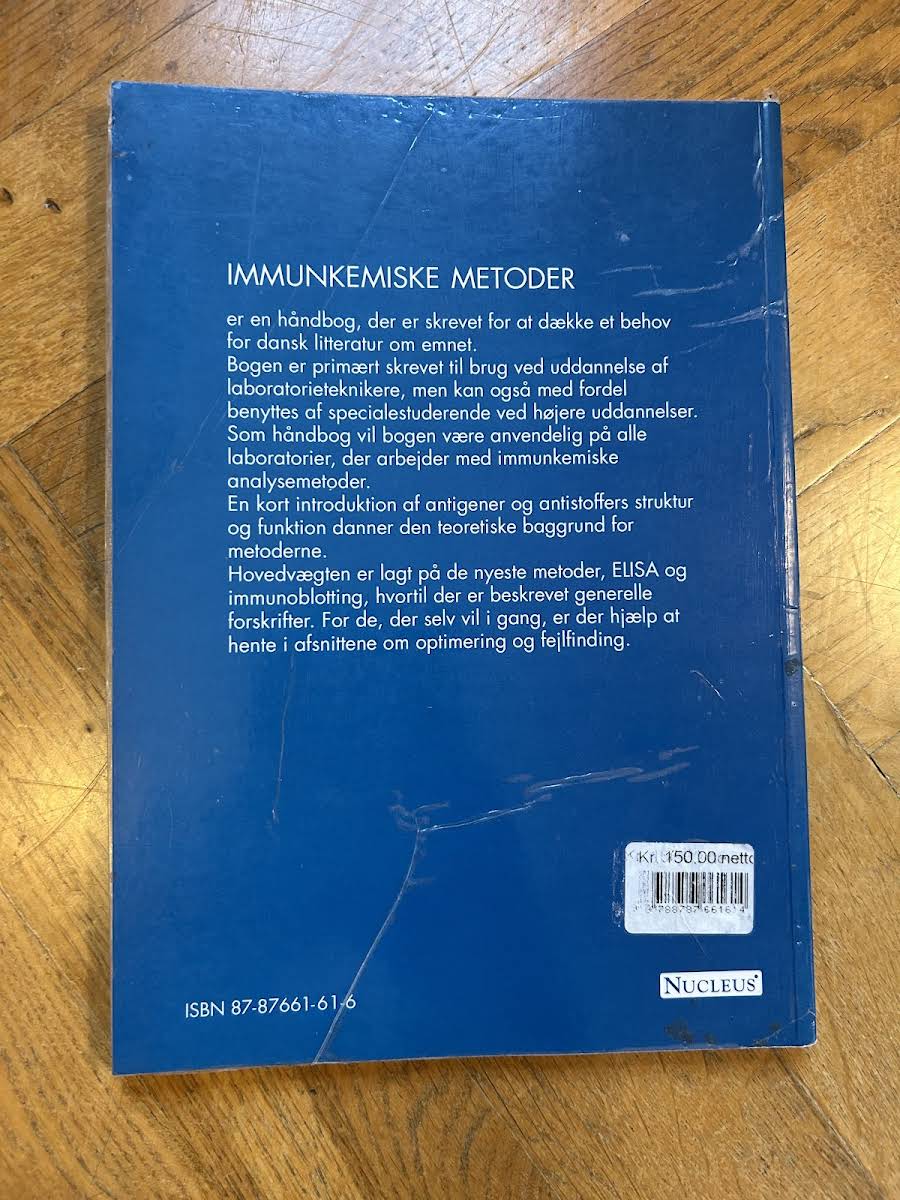 IMMUNKEMISKE METODER
er en håndbog, der er skrevet for at dække et behov
for dansk litteratur om emnet.
Bogen er primært skrevet til brug ved uddannelse af
laboratorieteknikere, men kan også med fordel
benyttes af specialestuderende ved højere uddannelser.
Som håndbog vil bogen være anvendelig på alle
laboratorier, der arbejder med immunkemiske
analysemetoder.
En kort introduktion af antigener og antistoffers struktur
og funktion danner den teoretiske baggrund for
metoderne.
Hovedvægten er lagt på de nyeste metoder, ELISA og
immunoblotting, hvortil der er beskrevet generelle
forskrifter. For de, der selv vil i gang, er der hjælp at
hente i afsnittene om optimering og fejlfinding.
Kr. 150.00 netto
9 788787 661614
NUCLEUS
ISBN 87-87661-61-6